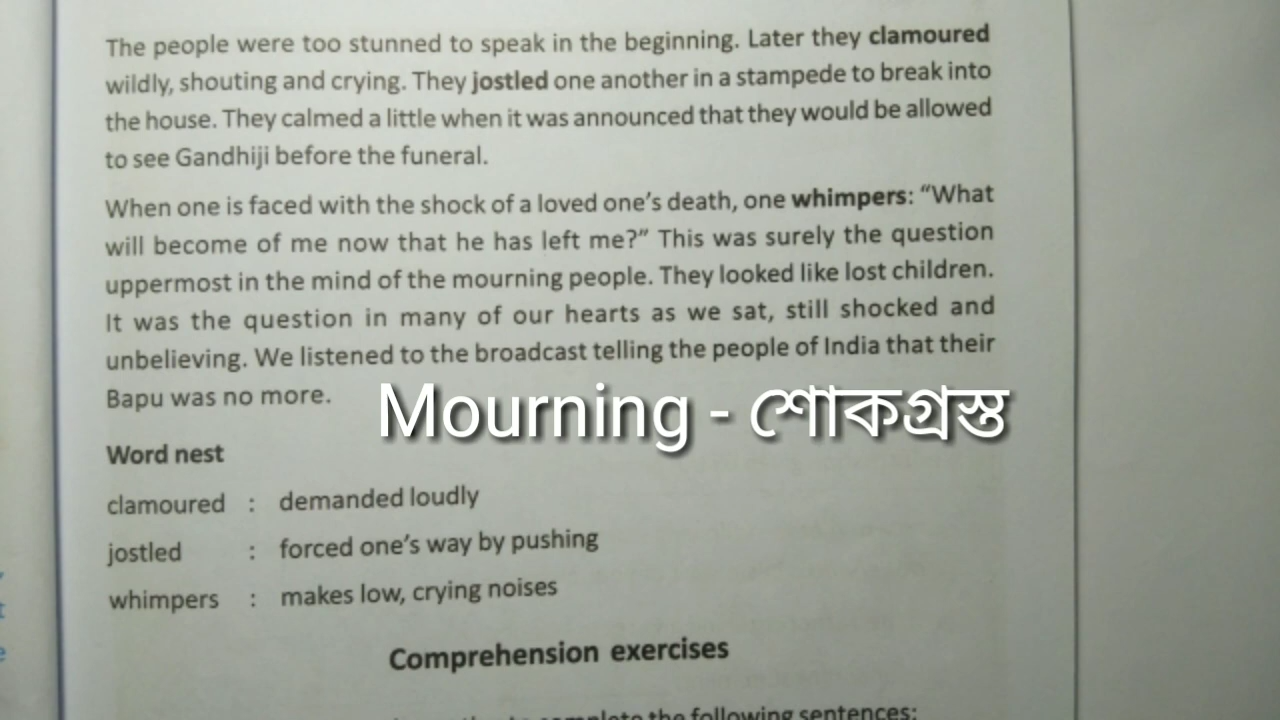 The people were too stunned to speak in the beginning. Later they clamoured
wildly, shouting and crying. They jostled one another in a stampede to break into
the house. They calmed a little when it was announced that they would be allowed
to see Gandhiji before the funeral.
When one is faced with the shock of a loved one's death, one whimpers: “What
will become of me now that he has left me?” This was surely the question
uppermost in the mind of the mourning people. They looked like lost children.
It was the question in many of our hearts as we sat, still shocked and
unbelieving. We listened to the broadcast telling the people of India that their
Bapu was no more.
Mourning - শোকগ্রস্ত
Word nest
clamoured : demanded loudly
jostled : forced one's way by pushing
whimpers : makes low, crying noises
Comprehension exercises
to complete the following sentences: